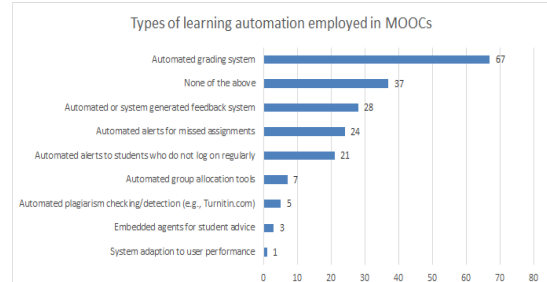 Types of learning automation employed in MOOCs
Automated grading system 67
None of the above 37
Automated or system generated feedback system 28
Automated alerts for missed assignments 24
Automated alerts to students who do not log on regularly 21
Automated group allocation tools 7
Automated plagiarism checking/detection (e.g., Turnitin.com) 5
Embedded agents for student advice 3
System adaption to user performance 1
0 10 20 30 40 50 60 70 80